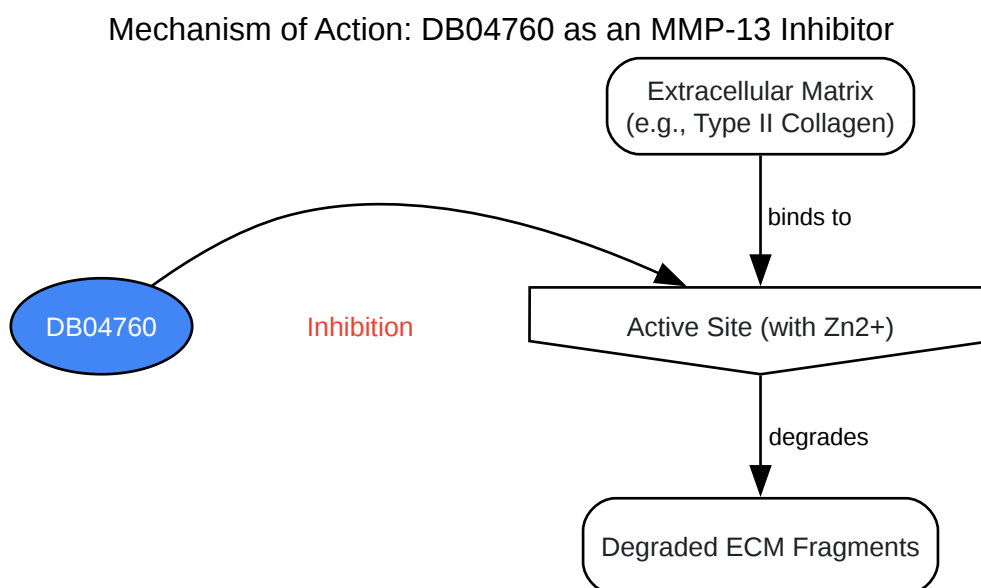 Mechanism of Action: DB04760 as an MMP-13 Inhibitor
Extracellular Matrix
(e.g., Type II Collagen)
binds to
DB04760
Inhibition
Active Site (with Zn2+)
degrades
Degraded ECM Fragments